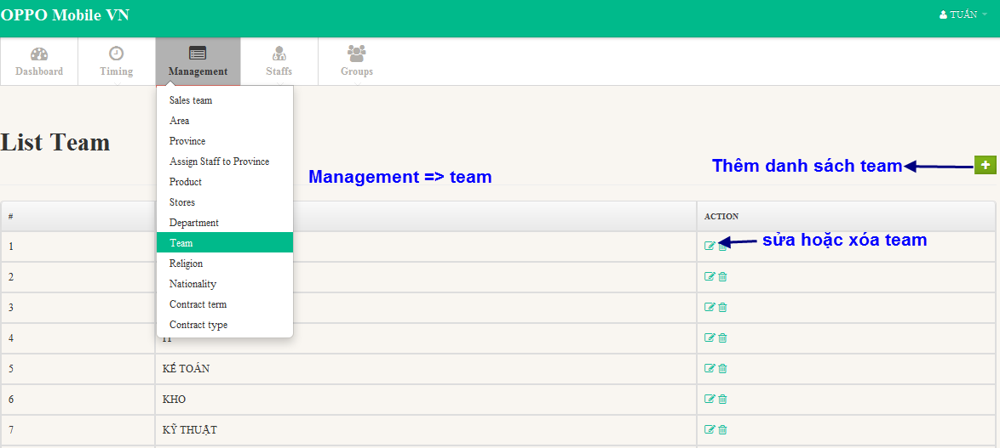 OPPO Mobile VN
TUẤN
Dashboard
Timing
Management
Staffs
Groups
Sales team
Area
Province
Assign Staff to Province
Product
Stores
Department
Team
Religion
Nationality
Contract term
Contract type
List Team
Management => team
Thêm danh sách team
# ACTION
1
sửa hoặc xóa team
2
3
4 IT
5 KẾ TOÁN
6 KHO
7 KỸ THUẬT